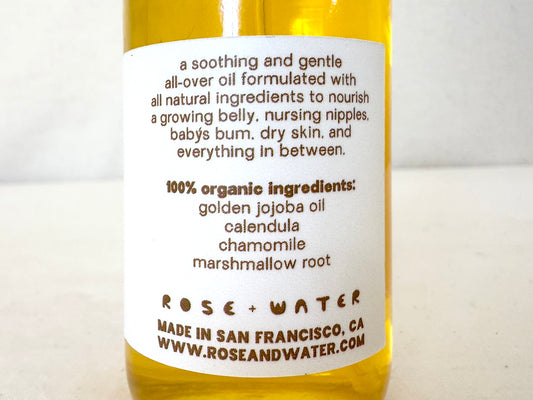 a soothing and gentle
all-over oil formulated with
all natural ingredients to nourish
a growing belly, nursing nipples,
baby's bum, dry skin, and
everything in between.
100% organic ingredients:
golden jojoba oil
calendula
chamomile
marshmallow root
ROSE + WATER
MADE IN SAN FRANCISCO, CA
WWW.ROSEANDWATER.COM